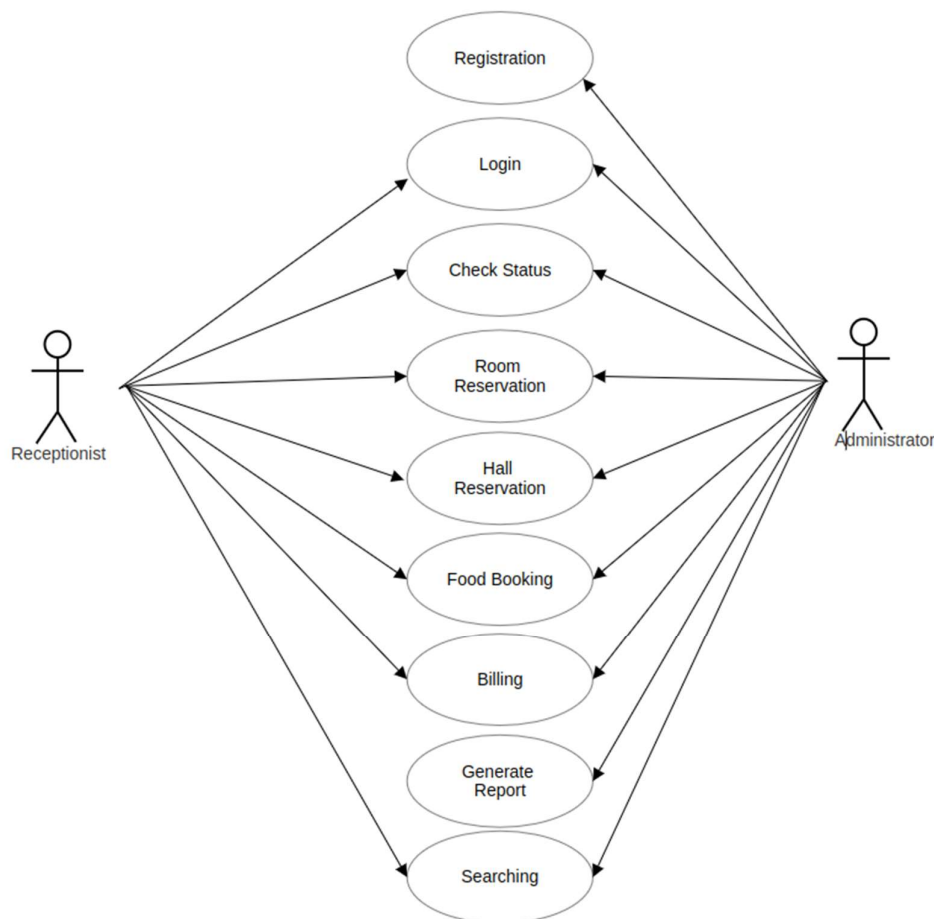 Registration
Login
Check Status
Room
Reservation
Receptionist
Administrator
Hall
Reservation
Food Booking
Billing
Generate
Report
Searching